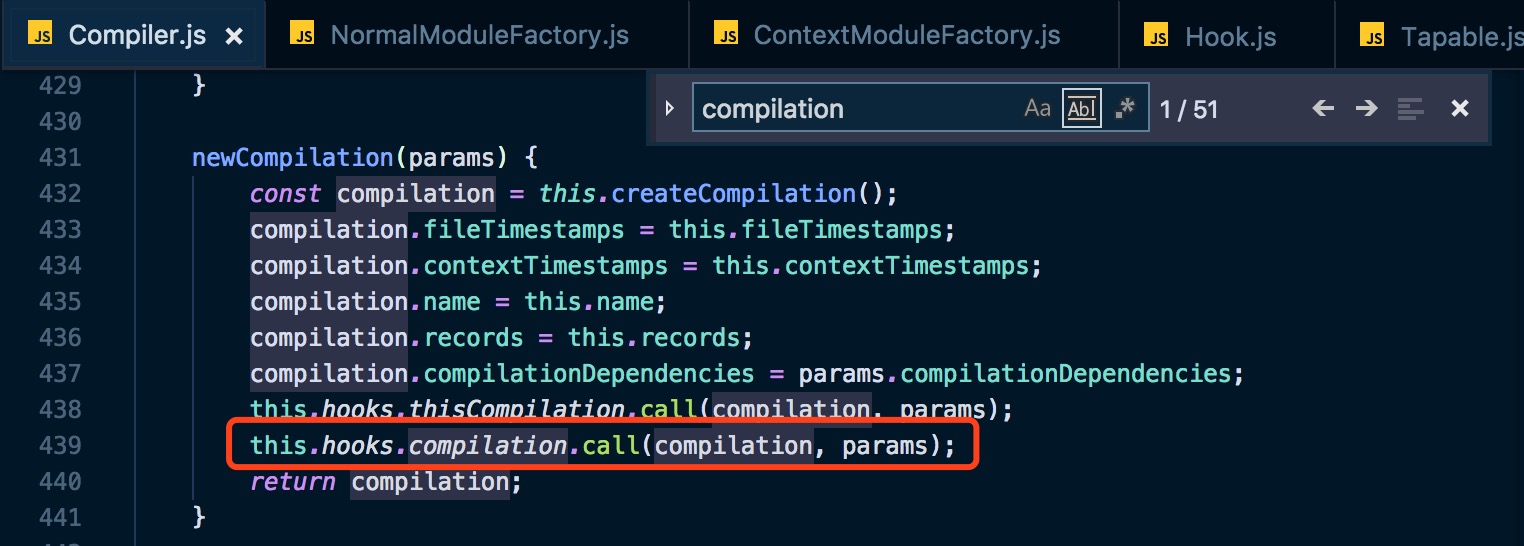 JS Compiler.js × JS NormalModuleFactory.js JS ContextModuleFactory.js JS Hook.js JS Tapable.js
compilation Aa Abl .* 1 / 51
429 }
430
431 newCompilation(params) {
432 const compilation = this.createCompilation();
433 compilation.fileTimestamps = this.fileTimestamps;
434 compilation.contextTimestamps = this.contextTimestamps;
435 compilation.name = this.name;
436 compilation.records = this.records;
437 compilation.compilationDependencies = params.compilationDependencies;
438 this.hooks.thisCompilation.call(compilation, params);
439 this.hooks.compilation.call(compilation, params);
440 return compilation;
441 }